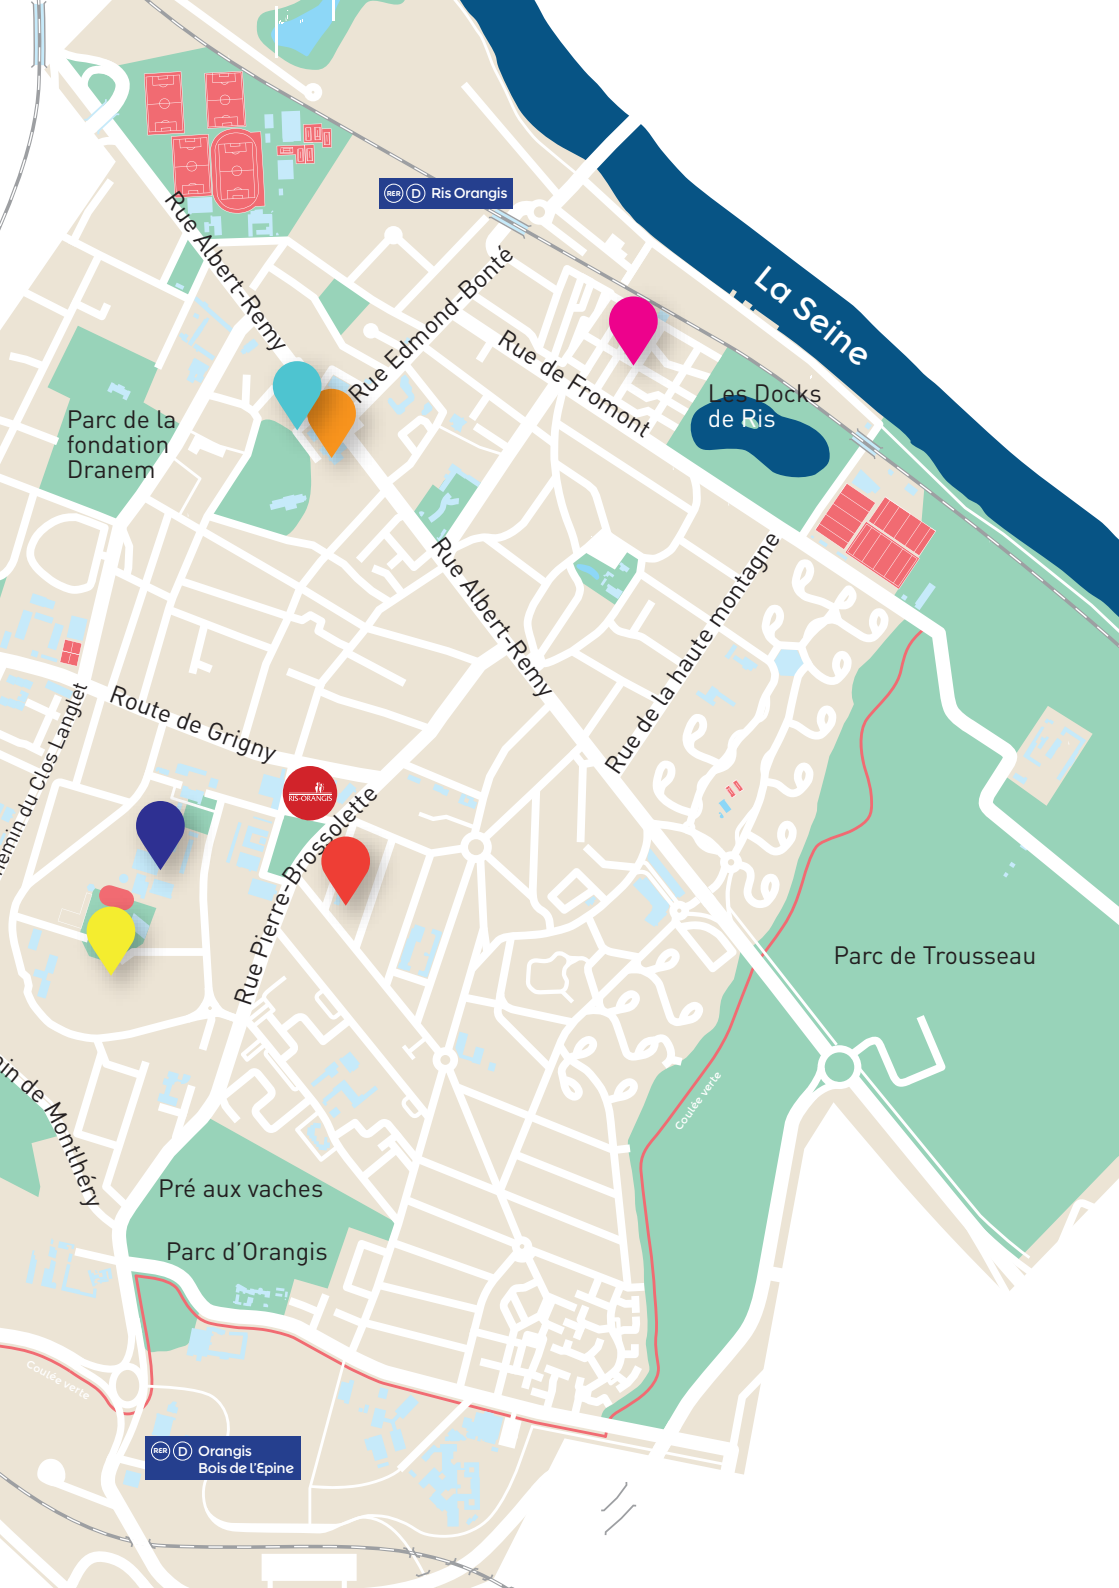 RER D Ris Orangis
Rue Albert-Remy
Rue Edmond-Bonté
La Seine
Rue de Fromont
Les Docks
de Ris
Parc de la
fondation
Dranem
Rue Albert-Remy
Rue de la haute montagne
Route de Grigny
RIS-ORANGIS
Rue Pierre-Brossolette
du Clos Langlet
Parc de Trousseau
Coulée verte
de Montlhéry
Pré aux vaches
Parc d'Orangis
Coulée verte
RER D Orangis
Bois de l'Epine